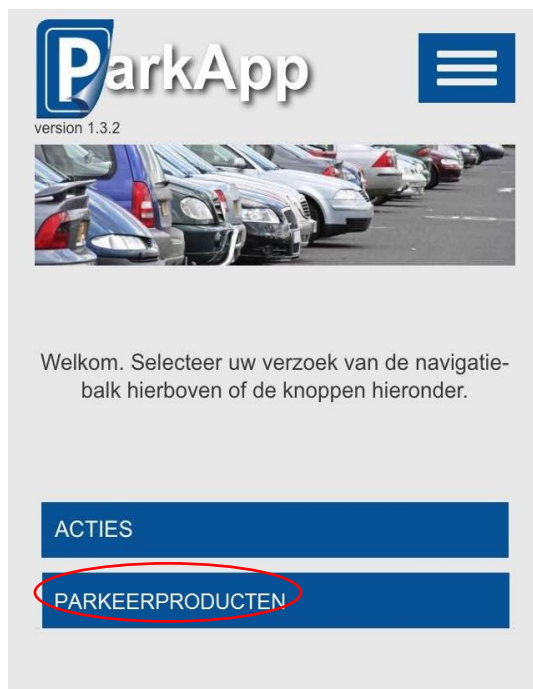 ParkApp
version 1.3.2
Welkom. Selecteer uw verzoek van de navigatie-
balk hierboven of de knoppen hieronder.
ACTIES
PARKEERPRODUCTEN